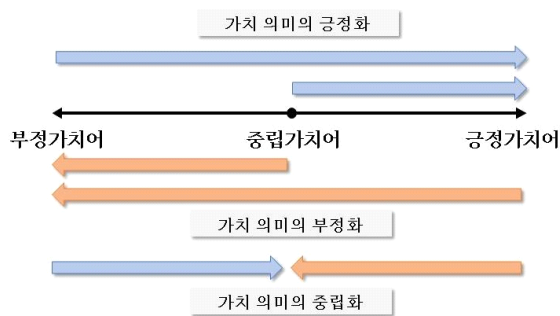 가치 의미의 긍정화
부정가치어 중립가치어 긍정가치어
가치 의미의 부정화
가치 의미의 중립화